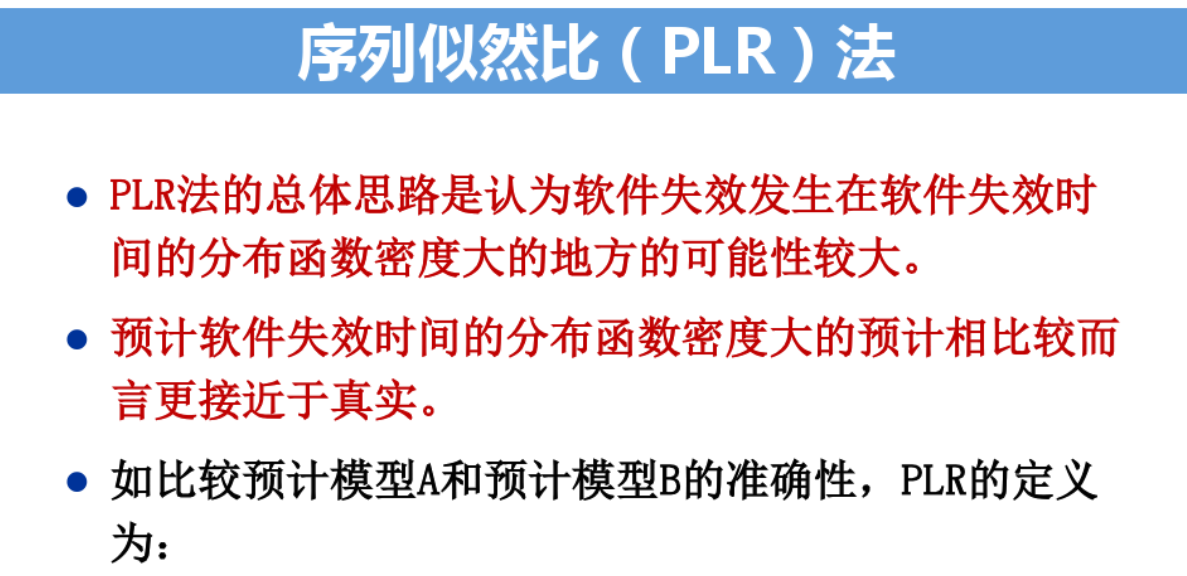 序列似然比（PLR）法
● PLR法的总体思路是认为软件失效发生在软件失效时
间的分布函数密度大的地方的可能性较大。
● 预计软件失效时间的分布函数密度大的预计相比较而
言更接近于真实。
● 如比较预计模型A和预计模型B的准确性，PLR的定义
为：